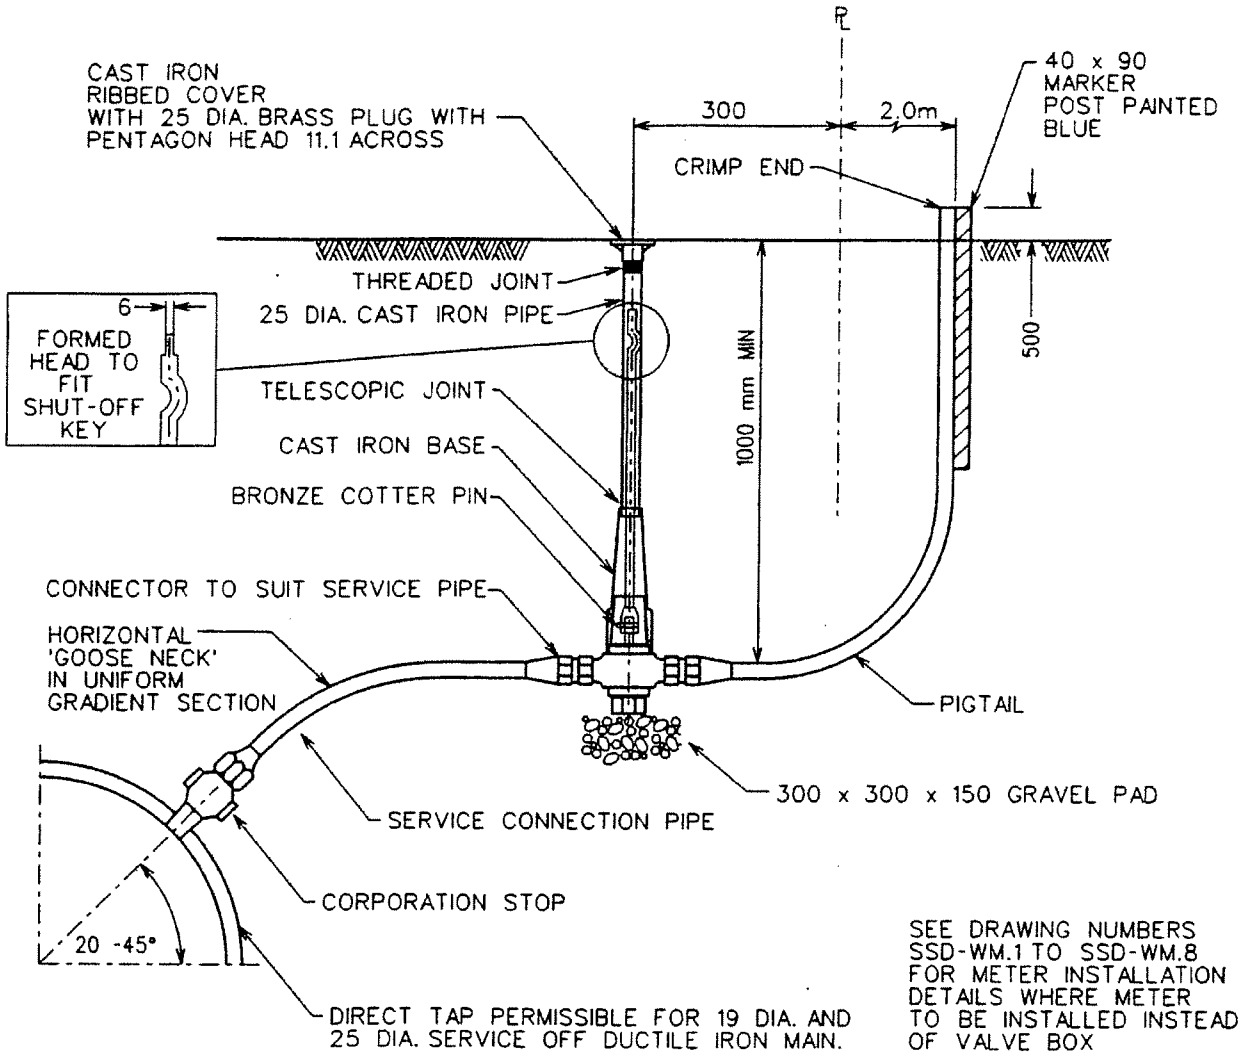 PL
CAST IRON
RIBBED COVER
WITH 25 DIA. BRASS PLUG WITH
PENTAGON HEAD 11.1 ACROSS
300
2.0m
40 x 90
MARKER
POST PAINTED
BLUE
CRIMP END
THREADED JOINT
25 DIA. CAST IRON PIPE
6
FORMED
HEAD TO
FIT
SHUT-OFF
KEY
TELESCOPIC JOINT
CAST IRON BASE
BRONZE COTTER PIN
1000 mm MIN
500
CONNECTOR TO SUIT SERVICE PIPE
HORIZONTAL
'GOOSE NECK'
IN UNIFORM
GRADIENT SECTION
PIGTAIL
300 x 300 x 150 GRAVEL PAD
SERVICE CONNECTION PIPE
CORPORATION STOP
20 -45°
DIRECT TAP PERMISSIBLE FOR 19 DIA. AND
25 DIA. SERVICE OFF DUCTILE IRON MAIN.
SEE DRAWING NUMBERS
SSD-WM.1 TO SSD-WM.8
FOR METER INSTALLATION
DETAILS WHERE METER
TO BE INSTALLED INSTEAD
OF VALVE BOX